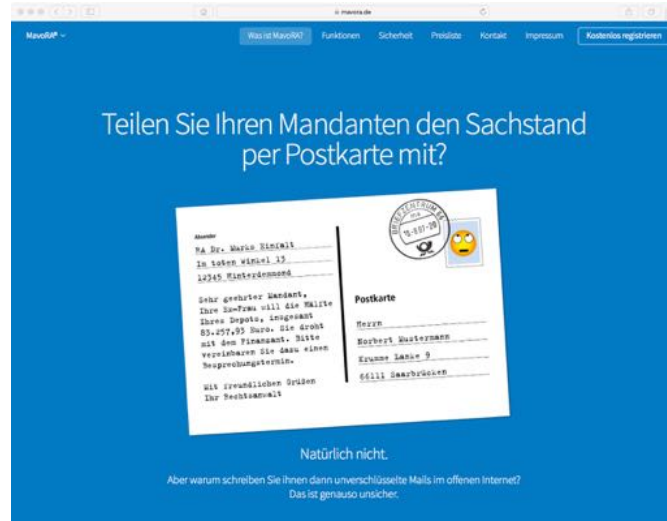 mavora.de
MavoRA®
Was ist MavoRA? Funktionen Sicherheit Preisliste Kontakt Impressum Kostenlos registrieren
Teilen Sie Ihren Mandanten den Sachstand
per Postkarte mit?
Absender
RA Dr. Marko Einfalt
Im toten Winkel 13
12345 Hinterdemmond
Sehr geehrter Mandant,
Ihre Ex-Frau will die Hälfte
Ihres Depots, insgesamt
83.257,93 Euro. Sie droht
mit dem Finanzamt. Bitte
vereinbaren Sie dazu einen
Besprechungstermin.
Mit freundlichen Grüßen
Ihr Rechtsanwalt
BRIEFZENTRUM
Postkarte
Herrn
Norbert Mustermann
Krumme Lanke 9
66111 Saarbrücken
Natürlich nicht.
Aber warum schreiben Sie ihnen dann unverschlüsselte Mails im offenen Internet?
Das ist genauso unsicher.